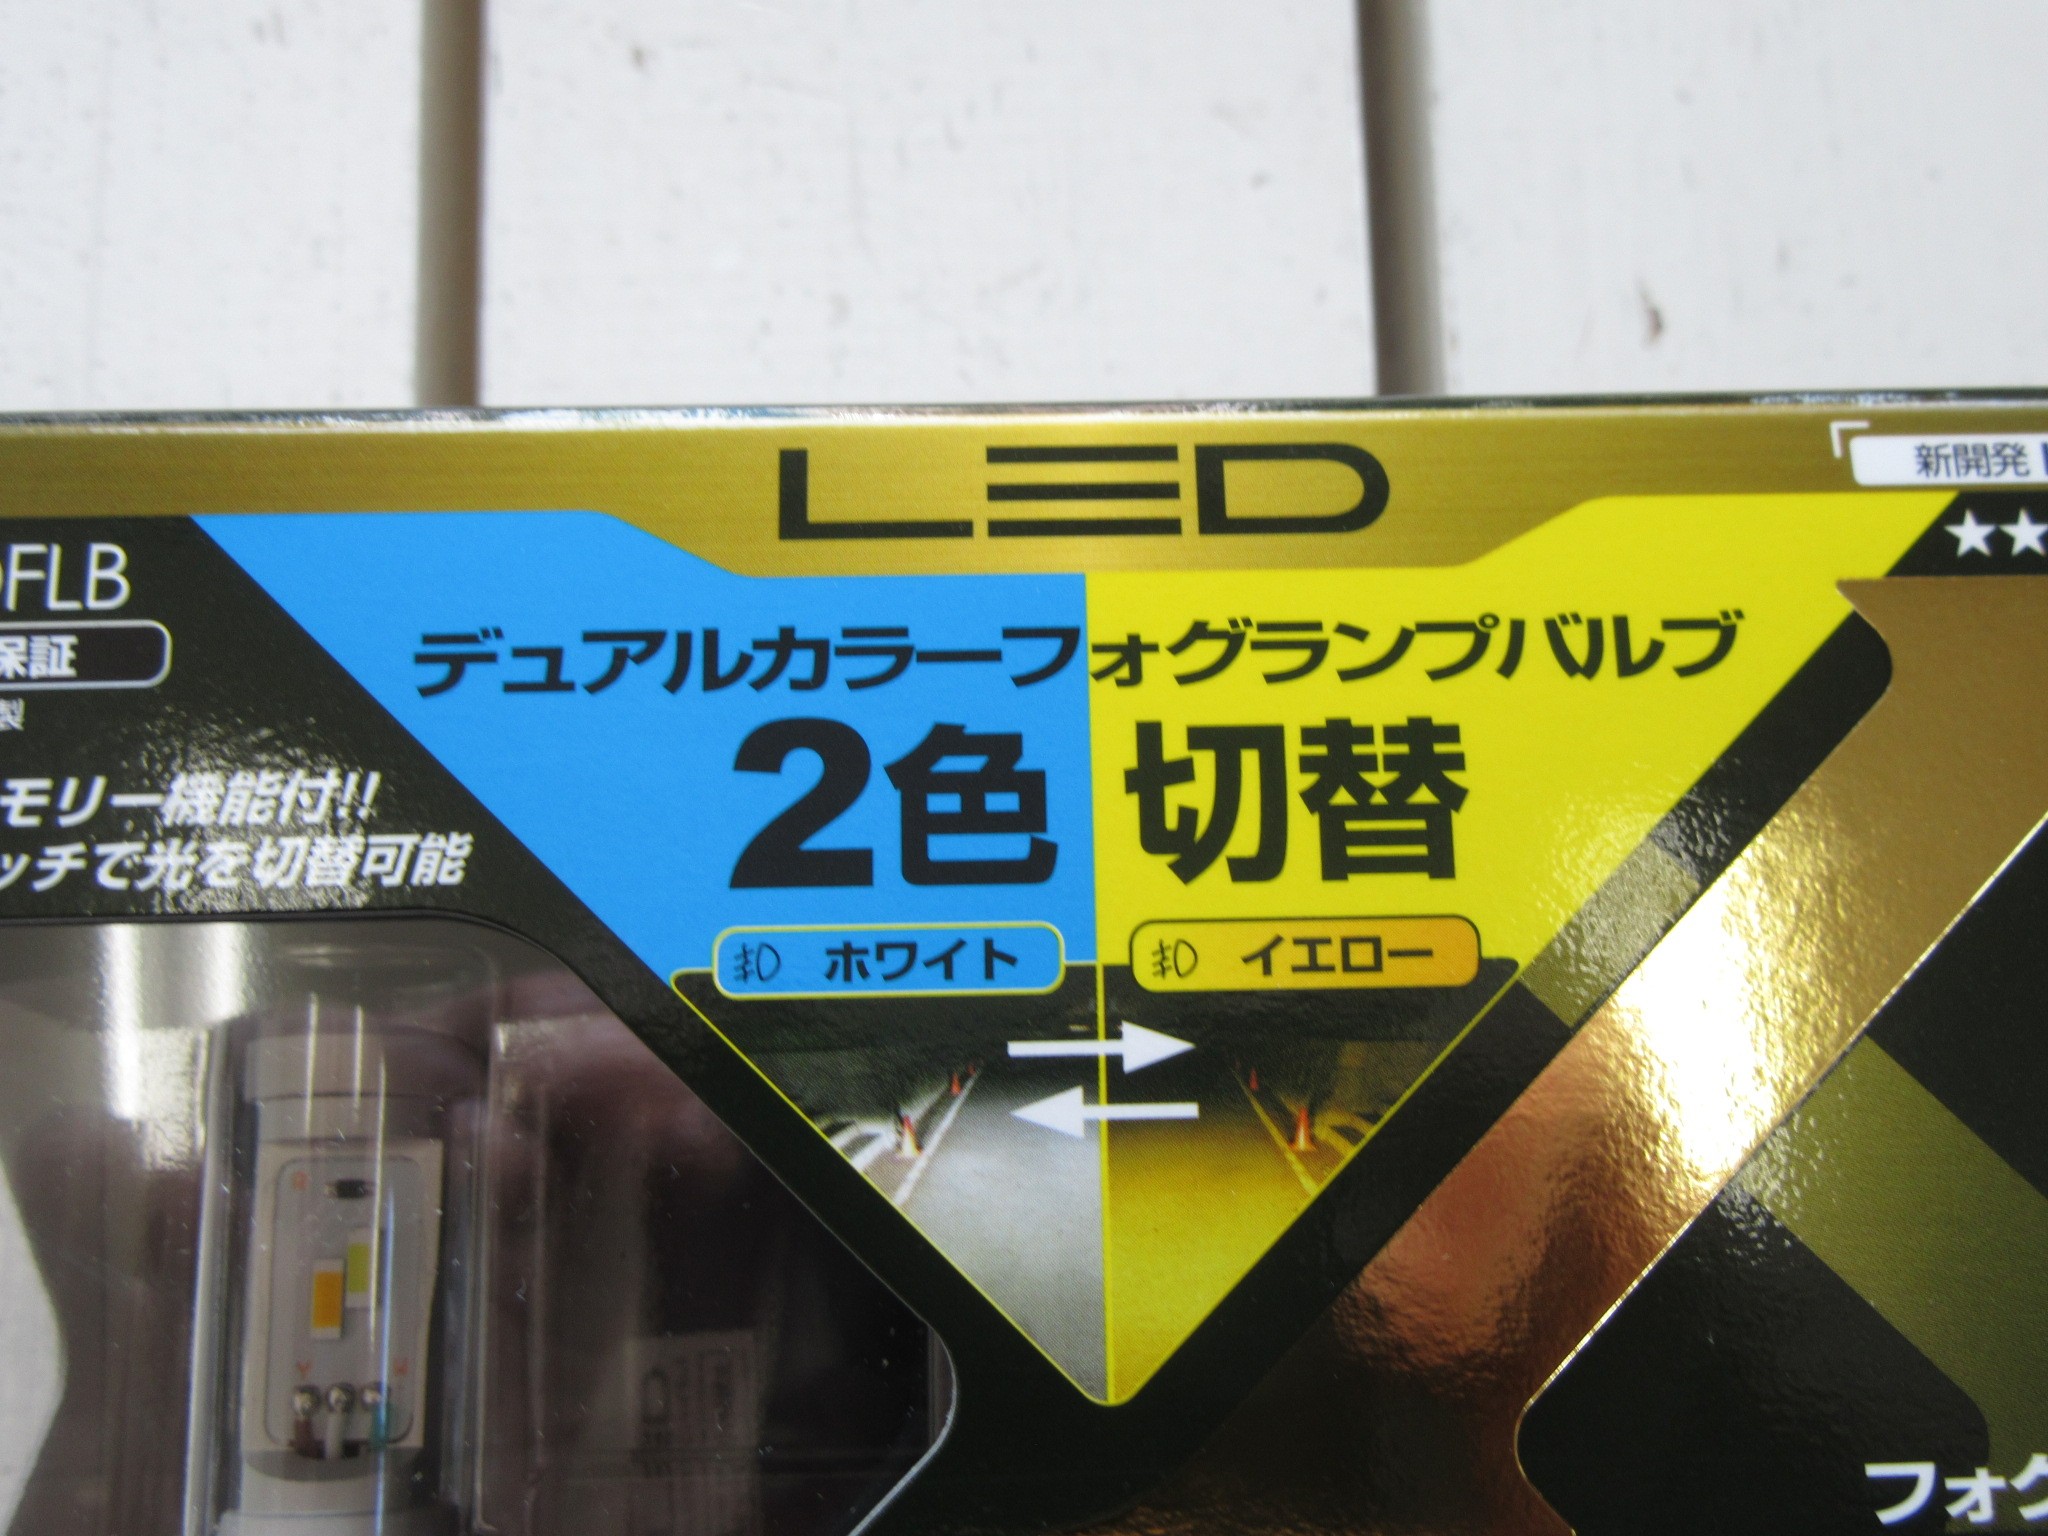 LED
新開発
★★
FLB
保証
製
モリー機能付!!
ッチで光を切替可能
デュアルカラーフォグランプバルブ
2色切替
ホワイト
イエロー
フォグ